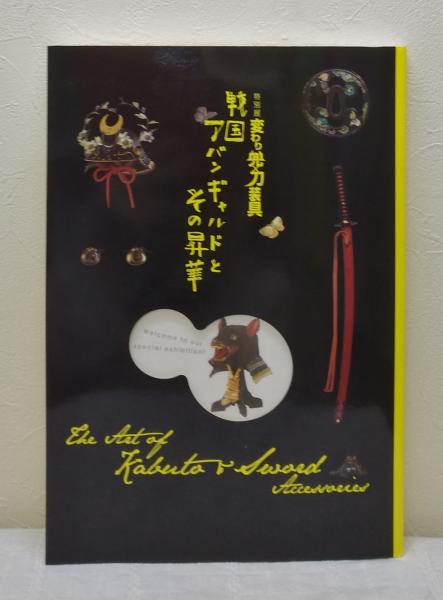 特別展
変わり兜×刀装具
戦国
アバンギャルドと
その昇華
welcome to our
special exhibition!
The Art of
Kabuto & Sword
Accessories